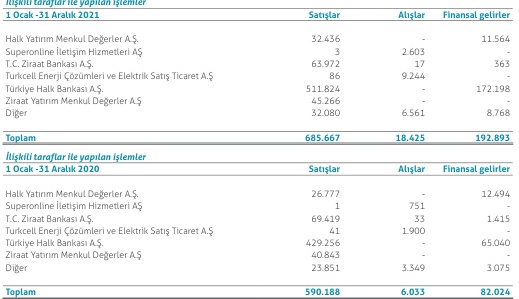 İlişkili taraflar ile yapılan işlemler
1 Ocak -31 Aralık 2021 Satışlar Alışlar Finansal gelirler
Halk Yatırım Menkul Değerler A.Ş. 32.436 - 11.564
Superonline İletişim Hizmetleri AŞ 3 2.603 -
T.C. Ziraat Bankası A.Ş. 63.972 17 363
Turkcell Enerji Çözümleri ve Elektrik Satış Ticaret A.Ş 86 9.244 -
Türkiye Halk Bankası A.Ş. 511.824 - 172.198
Ziraat Yatırım Menkul Değerler A.Ş 45.266 - -
Diğer 32.080 6.561 8.768
Toplam 685.667 18.425 192.893
İlişkili taraflar ile yapılan işlemler
1 Ocak -31 Aralık 2020 Satışlar Alışlar Finansal gelirler
Halk Yatırım Menkul Değerler A.Ş. 26.777 - 12.494
Superonline İletişim Hizmetleri AŞ 1 751 -
T.C. Ziraat Bankası A.Ş. 69.419 33 1.415
Turkcell Enerji Çözümleri ve Elektrik Satış Ticaret A.Ş 41 1.900 -
Türkiye Halk Bankası A.Ş. 429.256 - 65.040
Ziraat Yatırım Menkul Değerler A.Ş 40.843 - -
Diğer 23.851 3.349 3.075
Toplam 590.188 6.033 82.024